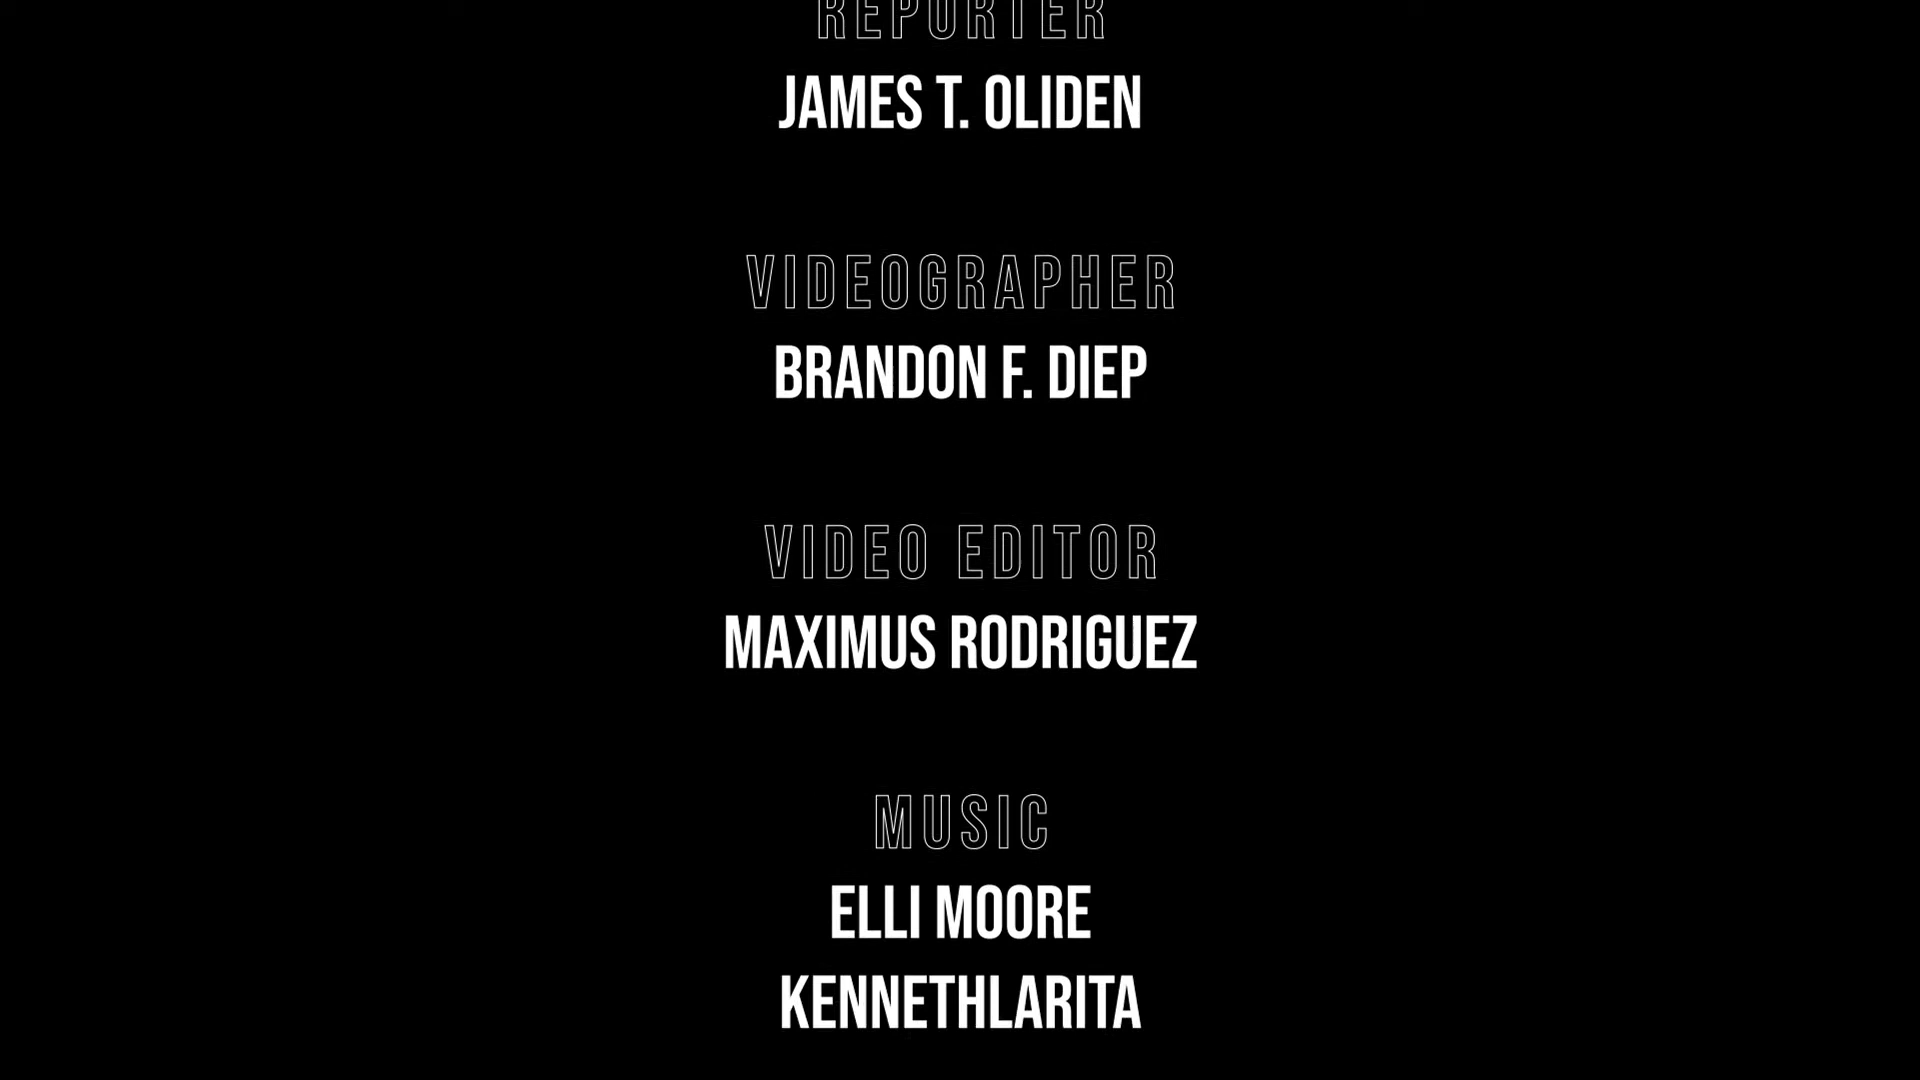 REPORTER
JAMES T. OLIDEN
VIDEOGRAPHER
BRANDON F. DIEP
VIDEO EDITOR
MAXIMUS RODRIGUEZ
MUSIC
ELLI MOORE
KENNETHLARITA